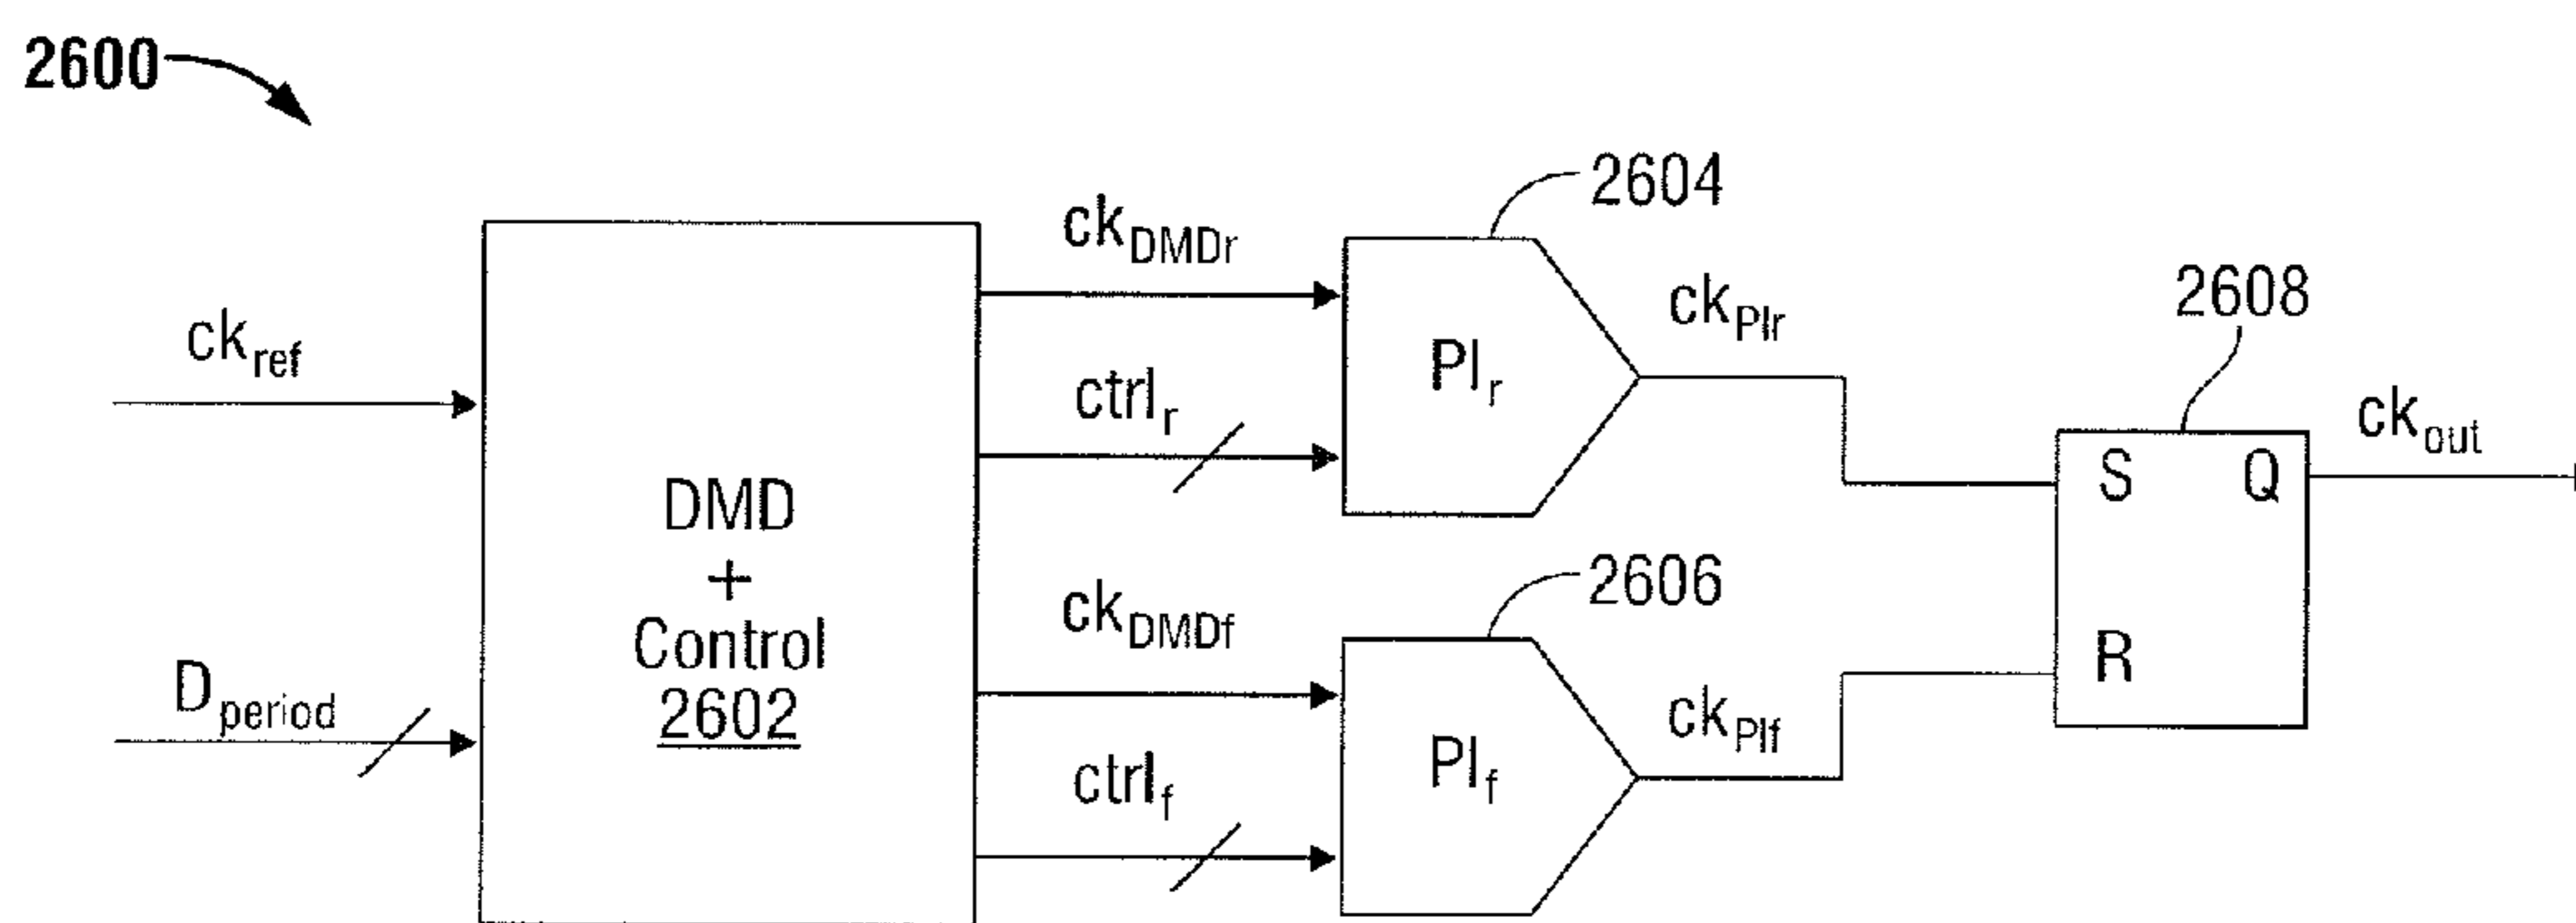 2600
ck_ref
D_period
DMD
+
Control
2602
ck_DMDr
ctrl_r
ck_DMDf
ctrl_f
2604
PI_r
ck_PIr
2606
PI_f
ck_PIf
2608
S Q
R
ck_out